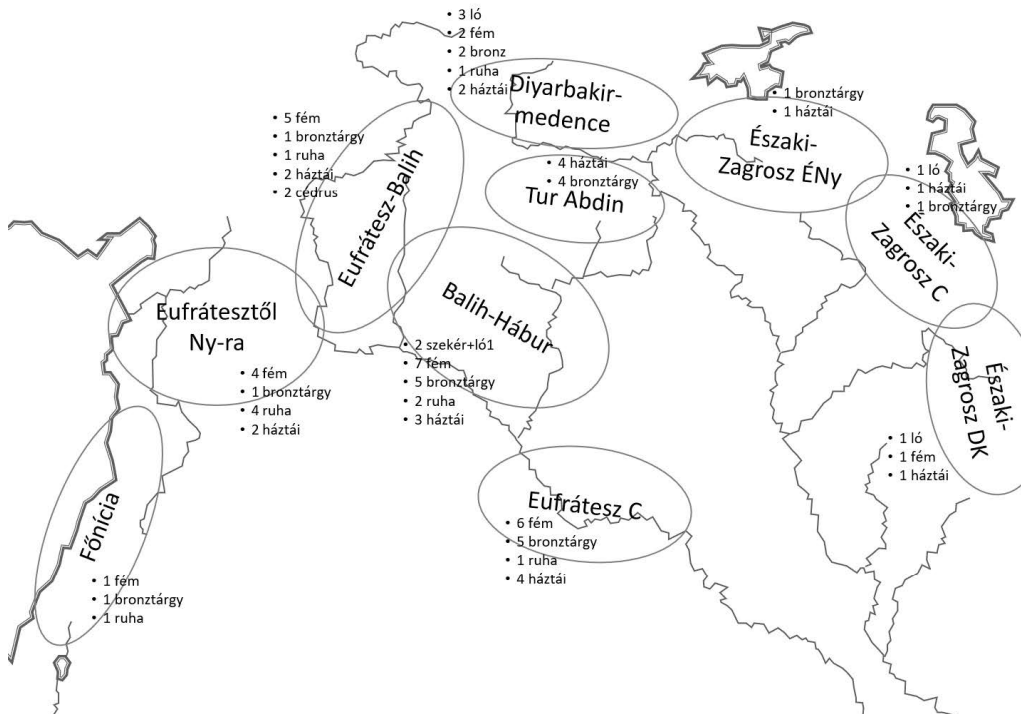 • 3 ló
• 2 fém
• 2 bronz
• 1 ruha
• 2 háztái
Diyarbakir-
medence
• 1 bronztárgy
• 1 háztái
Északi-
Zagrosz ÉNy
• 5 fém
• 1 bronztárgy
• 1 ruha
• 2 háztái
• 2 cédrus
Eufrátesz-Balih
• 4 háztái
• 4 bronztárgy
Tur Abdin
• 1 ló
• 1 háztái
• 1 bronztárgy
Északi-
Zagrosz C
Eufrátesztől
Ny-ra
• 4 fém
• 1 bronztárgy
• 4 ruha
• 2 háztái
Balih-Hábur
• 2 szekér+ló1
• 7 fém
• 5 bronztárgy
• 2 ruha
• 3 háztái
Északi-
Zagrosz DK
• 1 ló
• 1 fém
• 1 háztái
Eufrátesz C
• 6 fém
• 5 bronztárgy
• 1 ruha
• 4 háztái
Főnícia
• 1 fém
• 1 bronztárgy
• 1 ruha